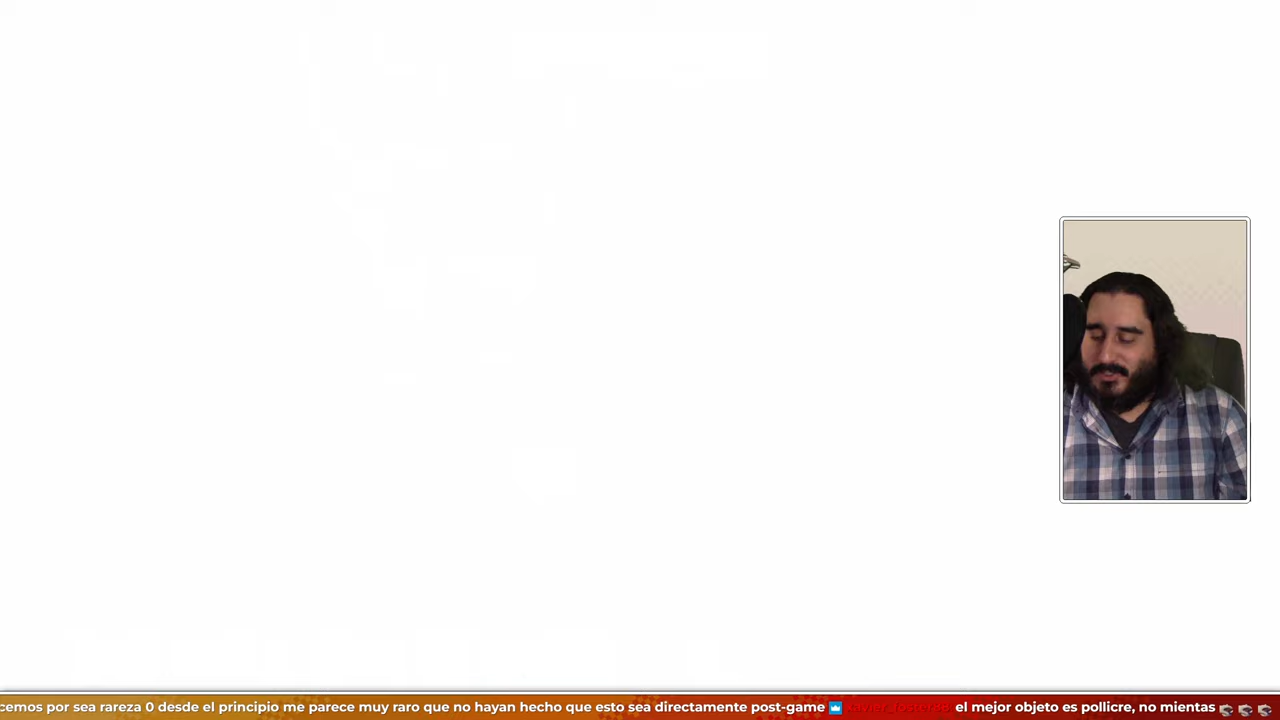 cemos por sea rareza 0 desde el principio me parece muy raro que no hayan hecho que esto sea directamente post-game xavier_foster88: el mejor objeto es pollicre, no mientas